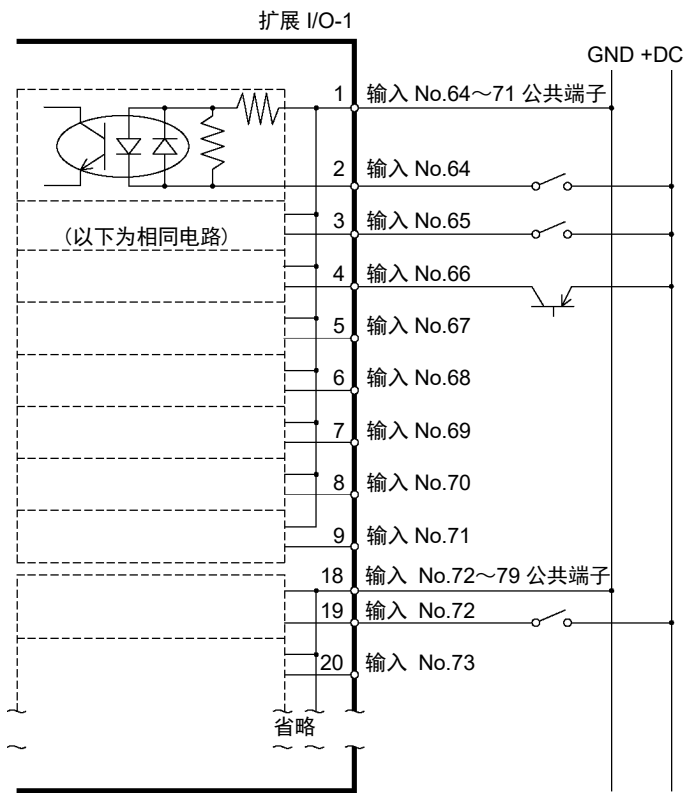 扩展 I/O-1
GND +DC
1 输入 No.64～71 公共端子
2 输入 No.64
(以下为相同电路)
3 输入 No.65
4 输入 No.66
5 输入 No.67
6 输入 No.68
7 输入 No.69
8 输入 No.70
9 输入 No.71
18 输入 No.72～79 公共端子
19 输入 No.72
20 输入 No.73
省略